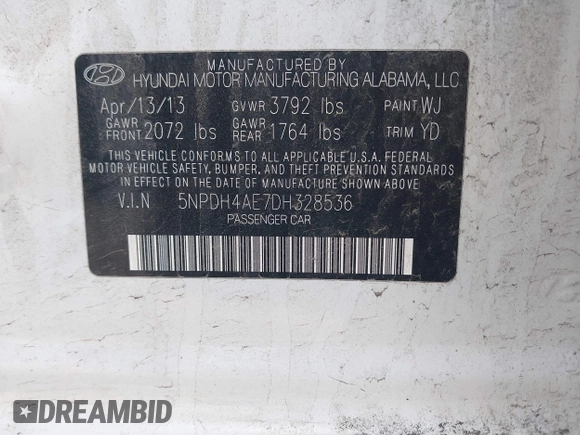 MANUFACTURED BY
HYUNDAI MOTOR MANUFACTURING ALABAMA, LLC
Apr/13/13 GVWR 3792 lbs PAINT WJ
GAWR FRONT 2072 lbs GAWR REAR 1764 lbs TRIM YD
THIS VEHICLE CONFORMS TO ALL APPLICABLE U.S.A. FEDERAL
MOTOR VEHICLE SAFETY, BUMPER, AND THEFT PREVENTION STANDARDS
IN EFFECT ON THE DATE OF MANUFACTURE SHOWN ABOVE
V.I.N 5NPDH4AE7DH328536
PASSENGER CAR
DREAMBID